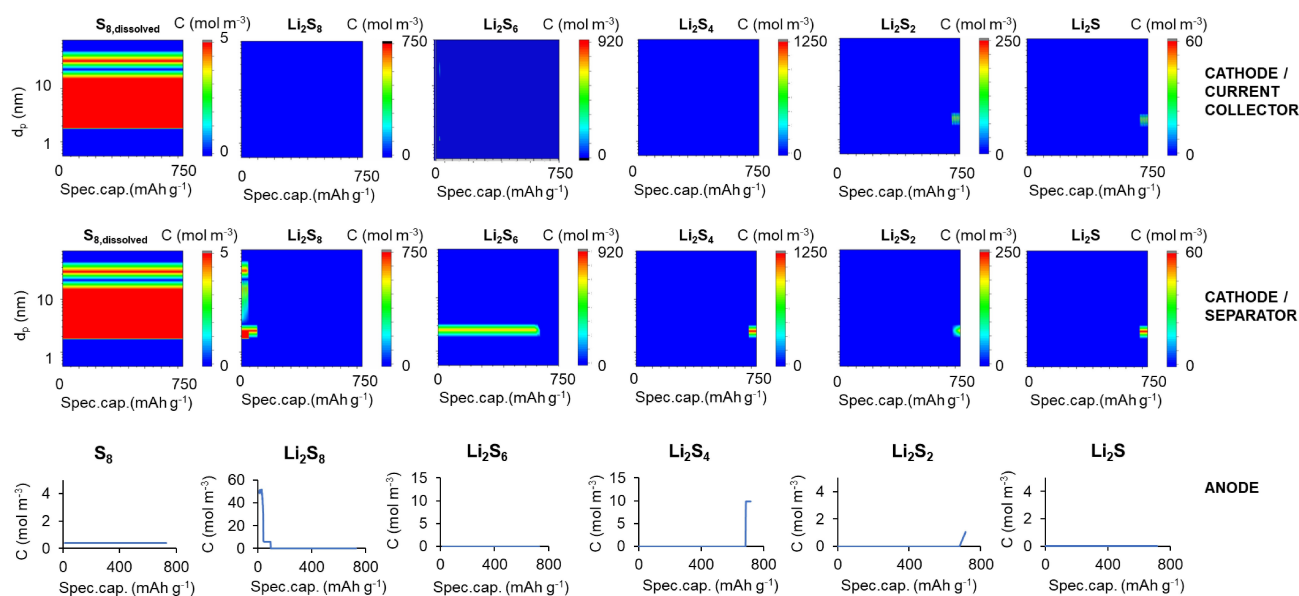 S8,dissolved C (mol m-3) Li2S8 C (mol m-3) Li2S6 C (mol m-3) Li2S4 C (mol m-3) Li2S2 C (mol m-3) Li2S C (mol m-3)
5 750 920 1250 250 60
10
1
dp (nm)
0 0 0 0 0 0
0 750 0 750 0 750 0 750 0 750 0 750
Spec.cap.(mAh g-1) Spec.cap.(mAh g-1) Spec.cap.(mAh g-1) Spec.cap.(mAh g-1) Spec.cap.(mAh g-1) Spec.cap.(mAh g-1)
CATHODE /
CURRENT
COLLECTOR
S8,dissolved C (mol m-3) Li2S8 C (mol m-3) Li2S6 C (mol m-3) Li2S4 C (mol m-3) Li2S2 C (mol m-3) Li2S C (mol m-3)
5 750 920 1250 250 60
10
1
dp (nm)
0 0 0 0 0 0
0 750 0 750 0 750 0 750 0 750 0 750
Spec.cap.(mAh g-1) Spec.cap.(mAh g-1) Spec.cap.(mAh g-1) Spec.cap.(mAh g-1) Spec.cap.(mAh g-1) Spec.cap.(mAh g-1)
CATHODE /
SEPARATOR
S8 Li2S8 Li2S6 Li2S4 Li2S2 Li2S
C (mol m-3) C (mol m-3) C (mol m-3) C (mol m-3) C (mol m-3) C (mol m-3)
4 60 15 15 4 4
2 40 10 10 2 2
0 20 5 5 0 0
0 0 0
0 400 800 0 400 800 0 400 800 0 400 800 0 400 800 0 400 800
Spec.cap.(mAh g-1) Spec.cap.(mAh g-1) Spec.cap.(mAh g-1) Spec.cap.(mAh g-1) Spec.cap.(mAh g-1) Spec.cap.(mAh g-1)
ANODE